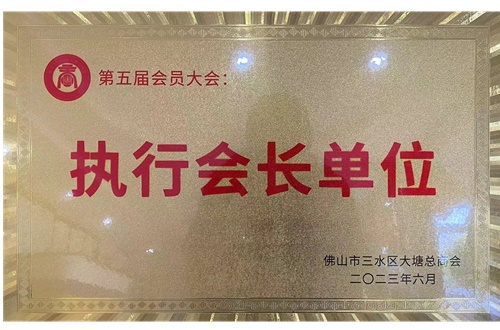 第五届会员大会：
执行会长单位
佛山市三水区大塘总商会
二〇二三年六月